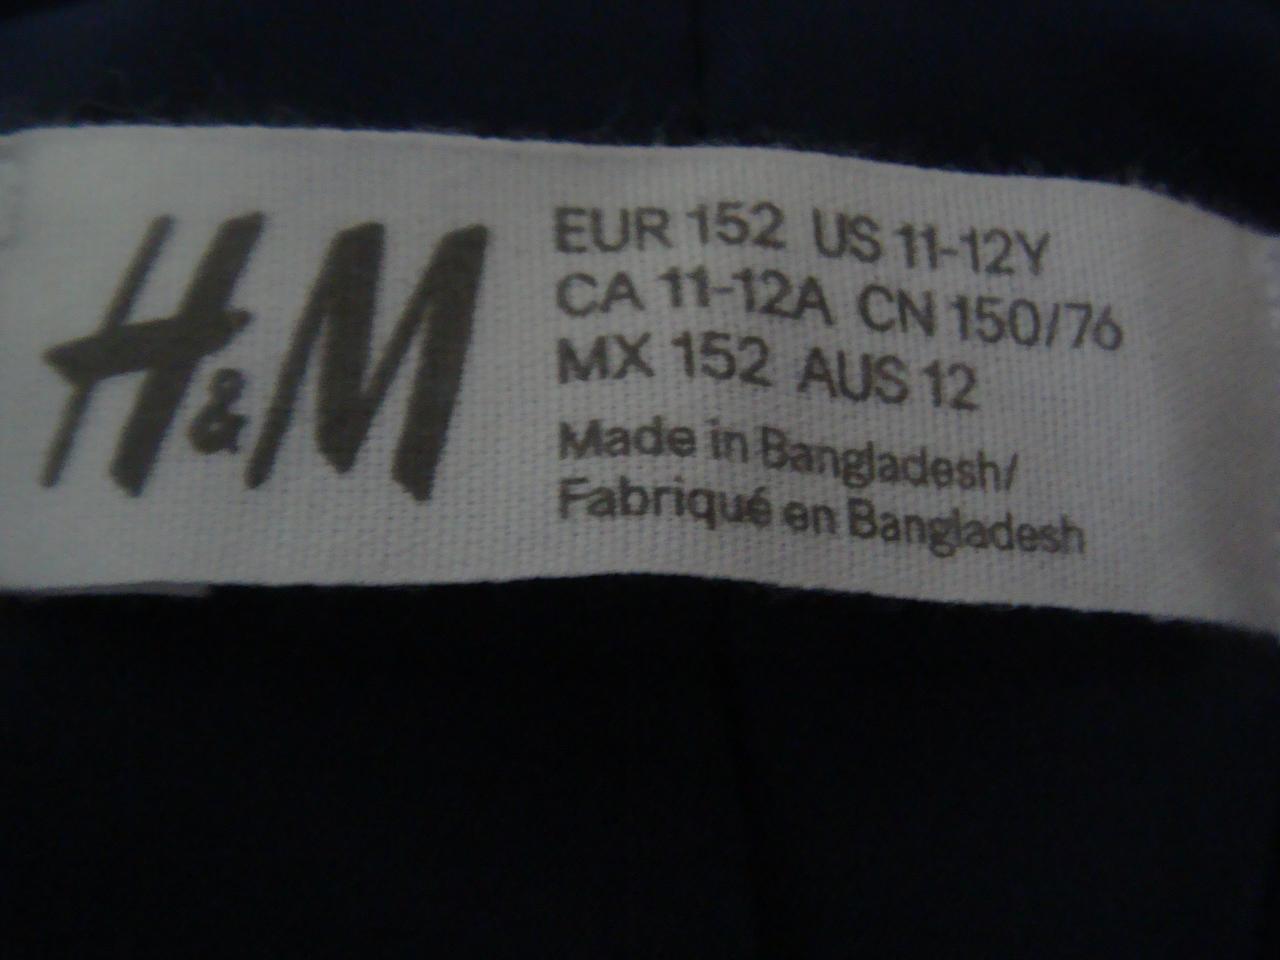 H&M
EUR 152 US 11-12Y
CA 11-12A CN 150/76
MX 152 AUS 12
Made in Bangladesh/
Fabriqué en Bangladesh